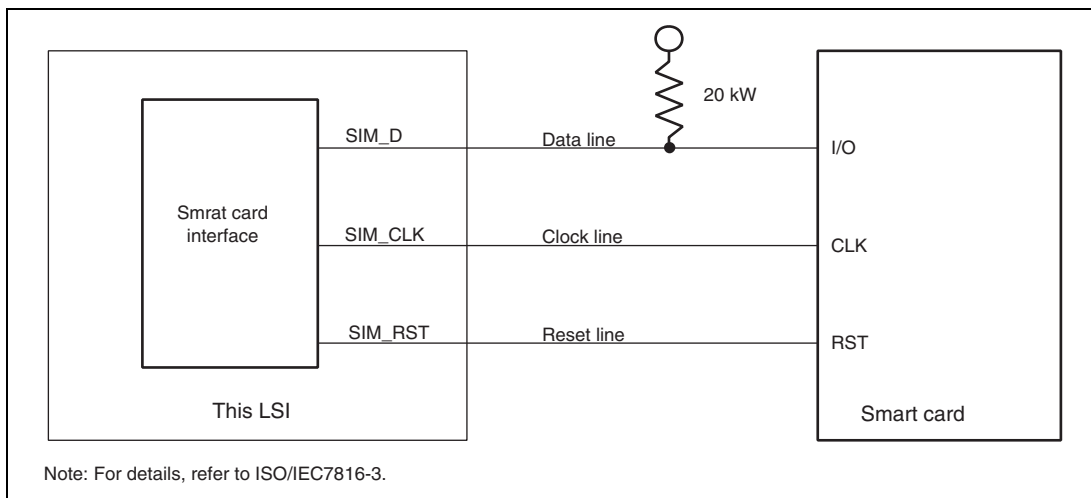 20 kW
SIM_D
Data line
I/O
Smrat card
interface
SIM_CLK
Clock line
CLK
SIM_RST
Reset line
RST
This LSI
Smart card
Note: For details, refer to ISO/IEC7816-3.